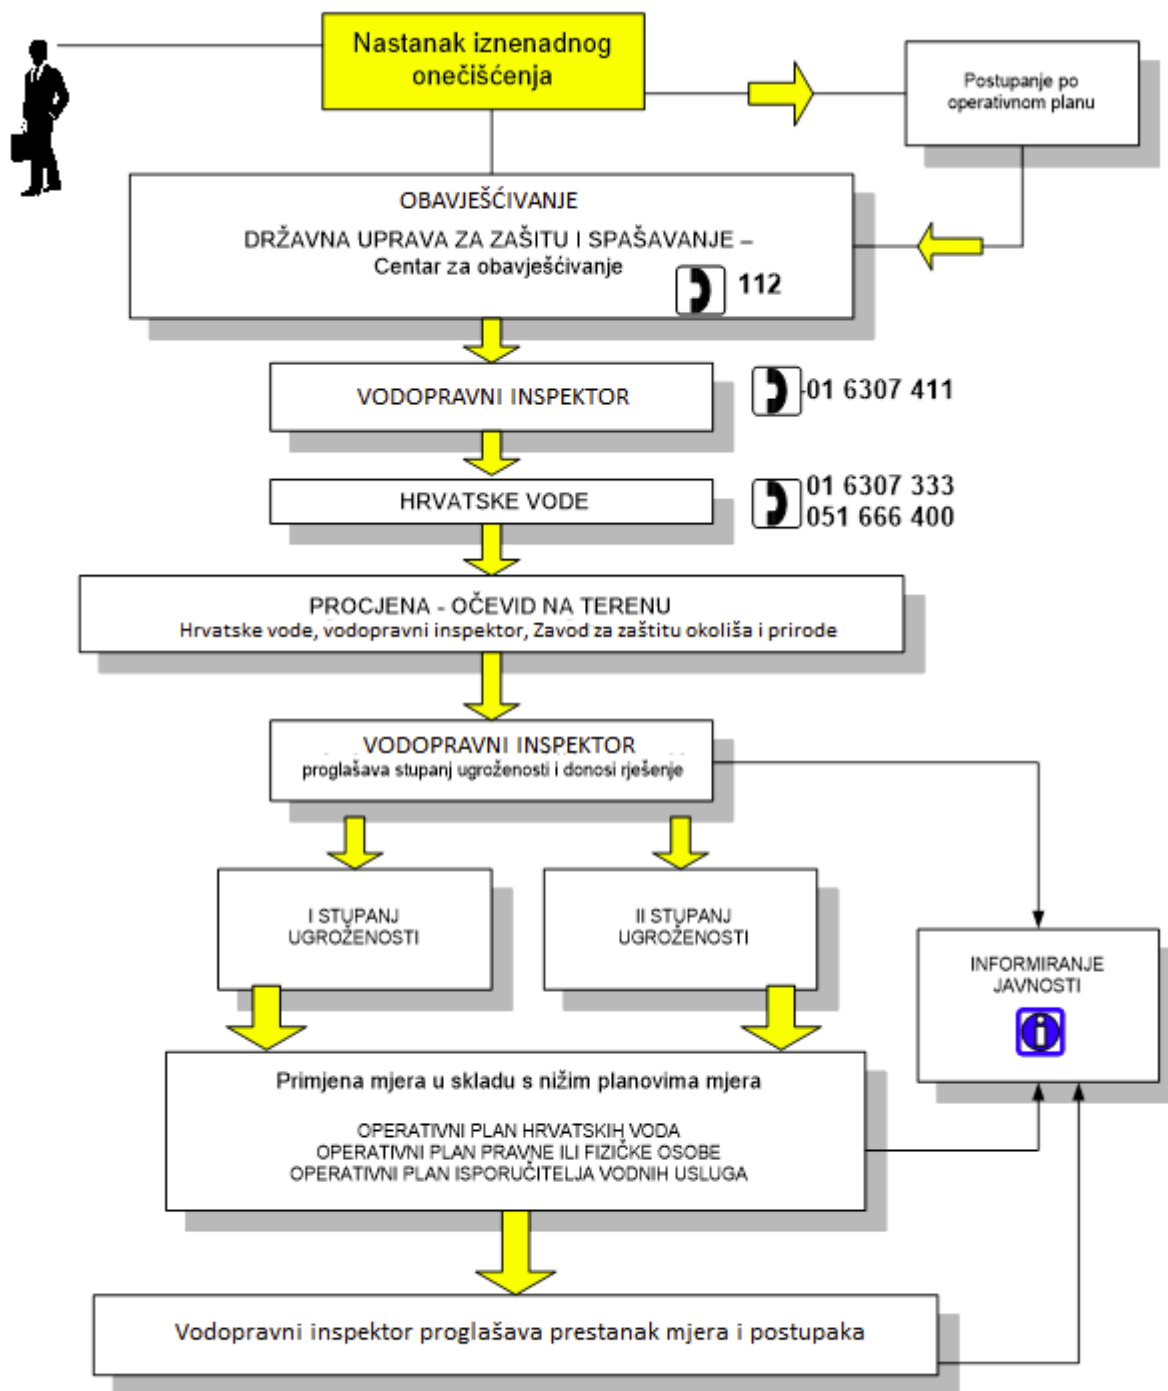 Nastanak iznenadnog
onečišćenja
Postupanje po
operativnom planu
OBAVJEŠĆIVANJE
DRŽAVNA UPRAVA ZA ZAŠITU I SPAŠAVANJE –
Centar za obavješćivanje
112
VODOPRAVNI INSPEKTOR
01 6307 411
HRVATSKE VODE
01 6307 333
051 666 400
PROCJENA - OČEVID NA TERENU
Hrvatske vode, vodopravni inspektor, Zavod za zaštitu okoliša i prirode
VODOPRAVNI INSPEKTOR
proglašava stupanj ugroženosti i donosi rješenje
I STUPANJ
UGROŽENOSTI
II STUPANJ
UGROŽENOSTI
INFORMIRANJE
JAVNOSTI
i
Primjena mjera u skladu s nižim planovima mjera
OPERATIVNI PLAN HRVATSKIH VODA
OPERATIVNI PLAN PRAVNE ILI FIZIČKE OSOBE
OPERATIVNI PLAN ISPORUČITELJA VODNIH USLUGA
Vodopravni inspektor proglašava prestanak mjera i postupaka